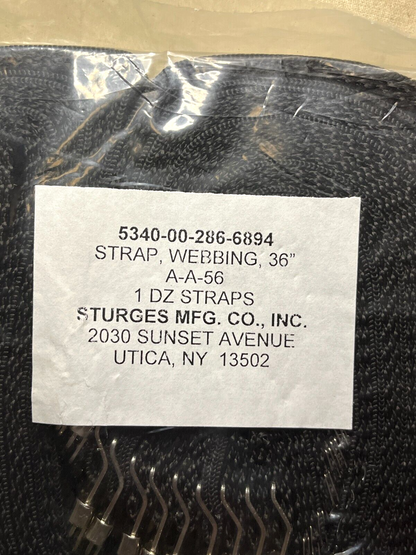 5340-00-286-6894
STRAP, WEBBING, 36"
A-A-56
1 DZ STRAPS
STURGES MFG. CO., INC.
2030 SUNSET AVENUE
UTICA, NY 13502